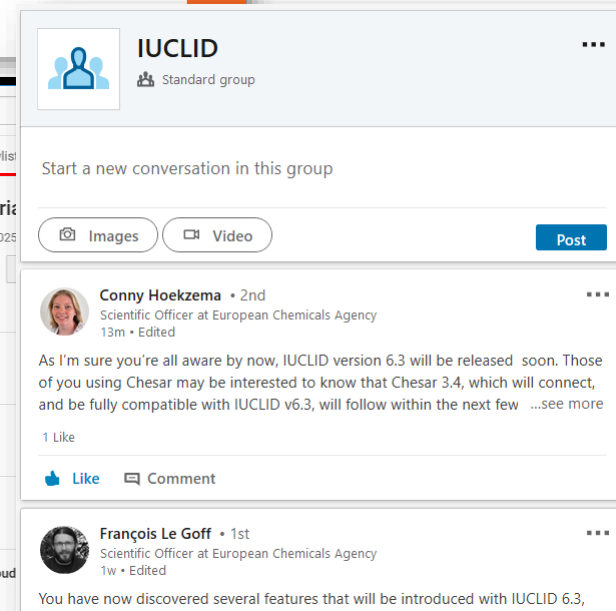 IUCLID
Standard group
Start a new conversation in this group
Images
Video
Post
Conny Hoekzema • 2nd
Scientific Officer at European Chemicals Agency
13m • Edited
As I'm sure you're all aware by now, IUCLID version 6.3 will be released soon. Those
of you using Chesar may be interested to know that Chesar 3.4, which will connect,
and be fully compatible with IUCLID v6.3, will follow within the next few ...see more
1 Like
Like Comment
François Le Goff • 1st
Scientific Officer at European Chemicals Agency
1w • Edited
You have now discovered several features that will be introduced with IUCLID 6.3,